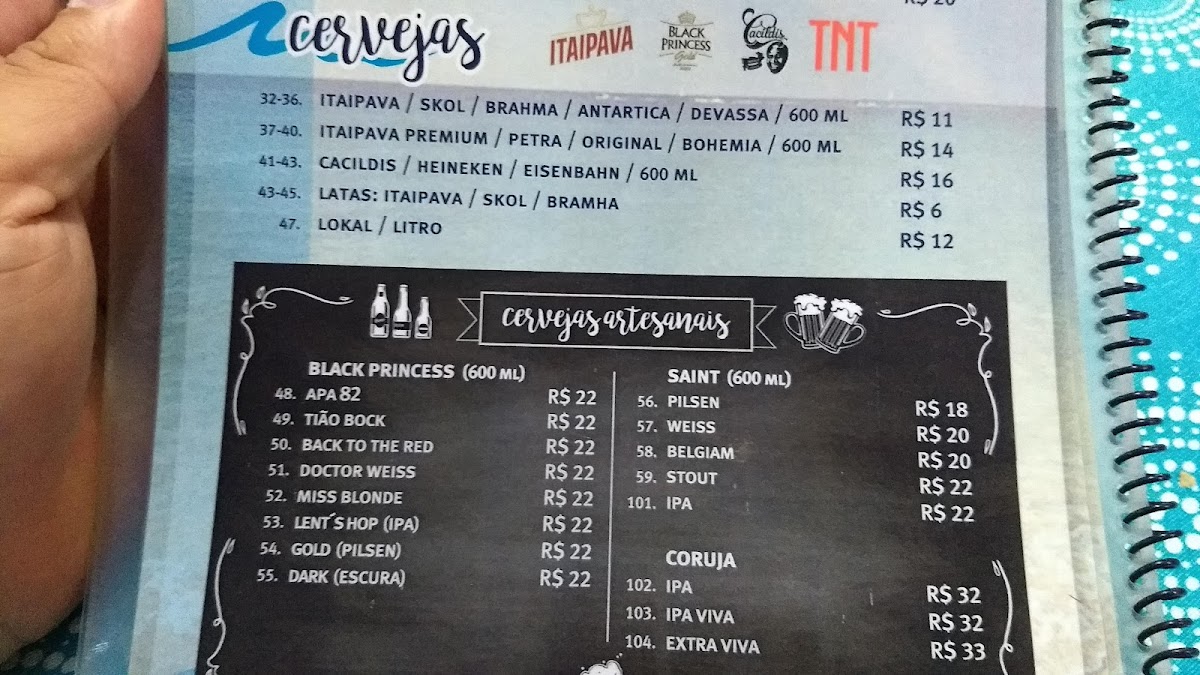 R$ 20
cervejas
ITAIPAVA
BLACK PRINCESS
Gold
Cacildis
TNT
32-36. ITAIPAVA / SKOL / BRAHMA / ANTARTICA / DEVASSA / 600 ML R$ 11
37-40. ITAIPAVA PREMIUM / PETRA / ORIGINAL / BOHEMIA / 600 ML R$ 14
41-43. CACILDIS / HEINEKEN / EISENBAHN / 600 ML R$ 16
43-45. LATAS: ITAIPAVA / SKOL / BRAMHA R$ 6
47. LOKAL / LITRO R$ 12
cervejas artesanais
BLACK PRINCESS (600 ML)
48. APA 82 R$ 22
49. TIÃO BOCK R$ 22
50. BACK TO THE RED R$ 22
51. DOCTOR WEISS R$ 22
52. MISS BLONDE R$ 22
53. LENT´S HOP (IPA) R$ 22
54. GOLD (PILSEN) R$ 22
55. DARK (ESCURA) R$ 22
SAINT (600 ML)
56. PILSEN R$ 18
57. WEISS R$ 20
58. BELGIAM R$ 20
59. STOUT R$ 22
101. IPA R$ 22
CORUJA
102. IPA R$ 32
103. IPA VIVA R$ 32
104. EXTRA VIVA R$ 33